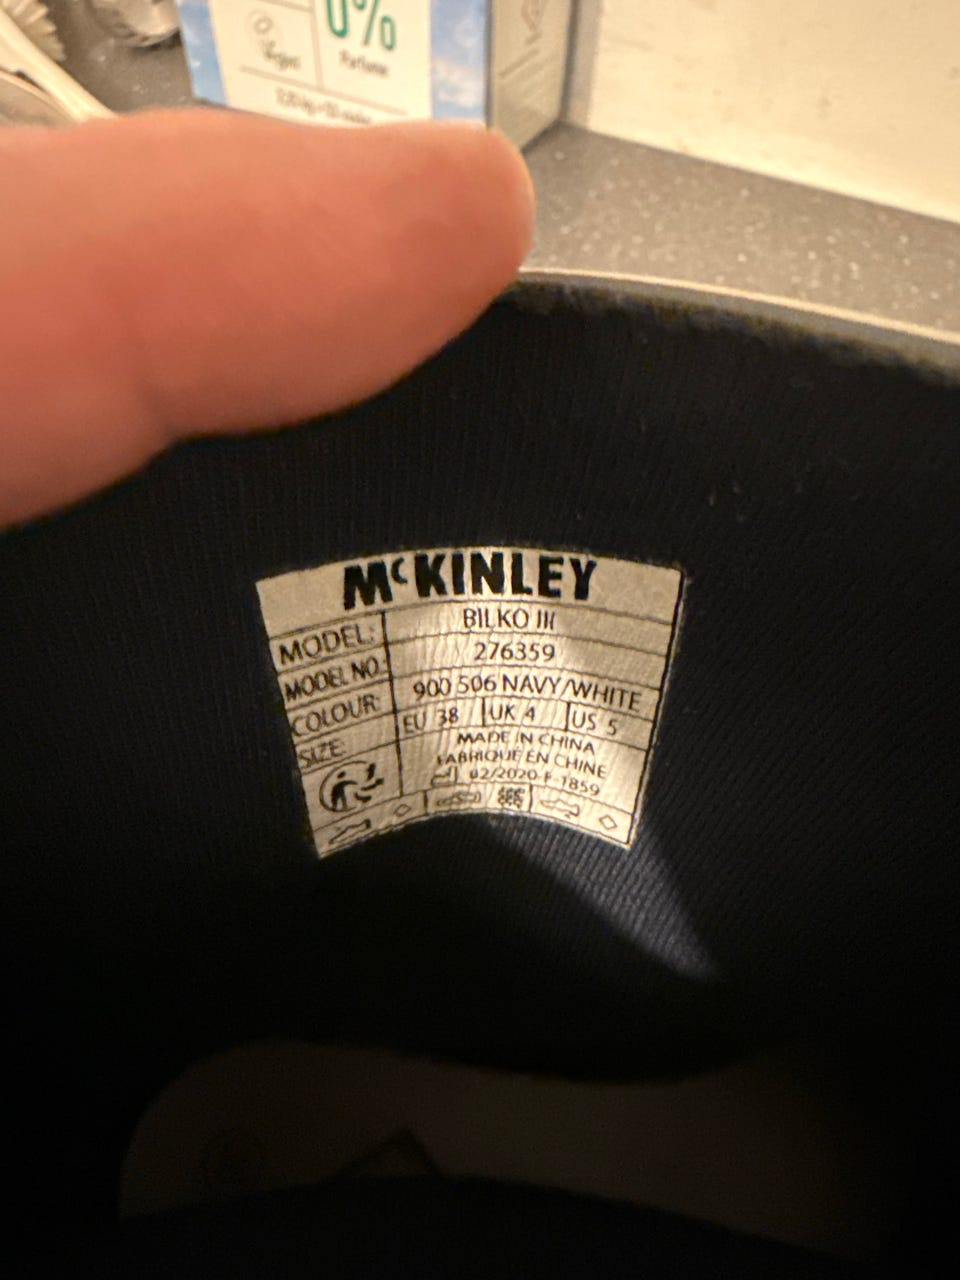 0%
Vegan
Parfume
McKINLEY
MODEL: BILKO III
MODEL NO: 276359
COLOUR: 900 506 NAVY/WHITE
SIZE: EU 38 UK 4 US 5
MADE IN CHINA
FABRIQUÉ EN CHINE
02/2020-F-1859